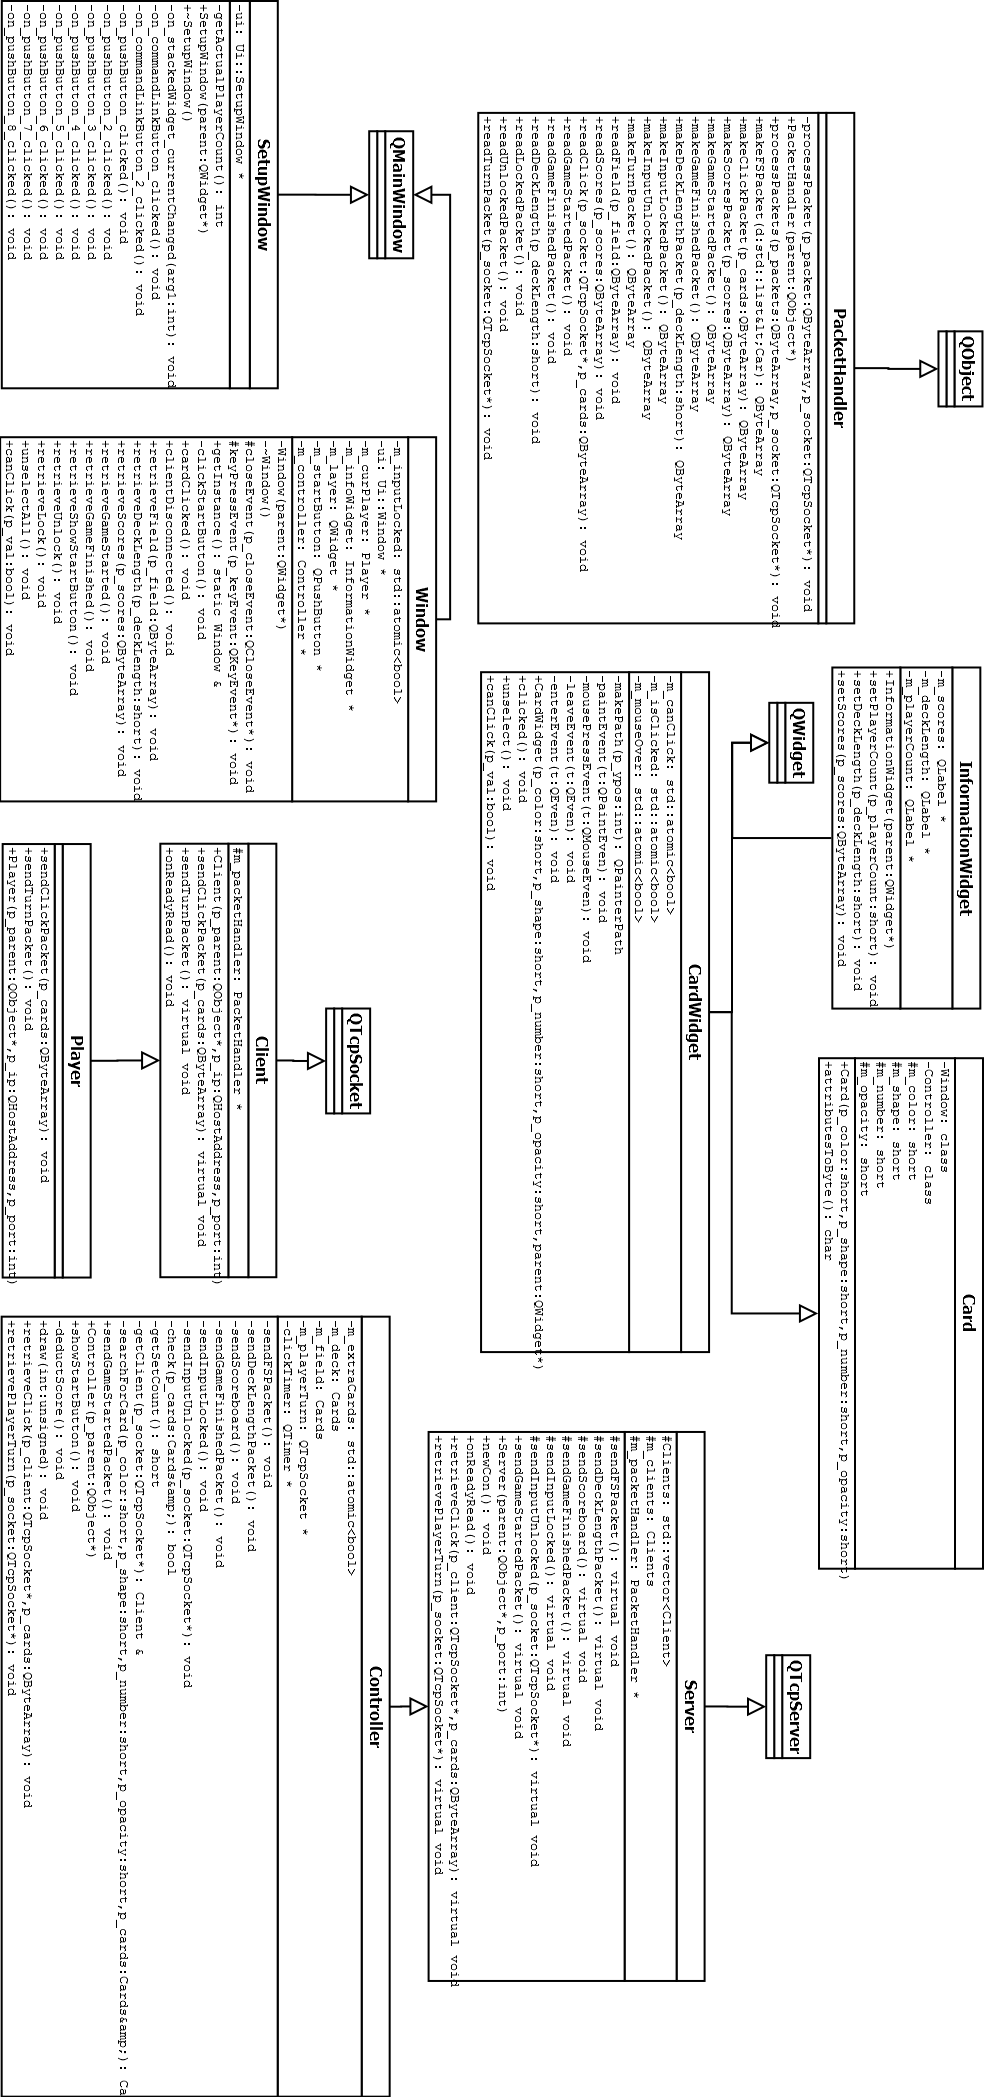 QObject
PacketHandler
-processPacket(p_packet:QByteArray,p_socket:QTcpSocket*): void
+PacketHandler(parent:QObject*)
+processPackets(p_packets:QByteArray,p_socket:QTcpSocket*): void
+makeFSPacket(d:std::list&lt;Car): QByteArray
+makeClickPacket(p_cards:QByteArray): QByteArray
+makeScoresPacket(p_scores:QByteArray): QByteArray
+makeGameStartedPacket(): QByteArray
+makeGameFinishedPacket(): QByteArray
+makeDeckLengthPacket(p_deckLength:short): QByteArray
+makeInputLockedPacket(): QByteArray
+makeInputUnlockedPacket(): QByteArray
+makeTurnPacket(): QByteArray
+readField(p_field:QByteArray): void
+readScores(p_scores:QByteArray): void
+readClick(p_socket:QTcpSocket*,p_cards:QByteArray): void
+readGameStartedPacket(): void
+readGameFinishedPacket(): void
+readDeckLength(p_deckLength:short): void
+readLockedPacket(): void
+readUnlockedPacket(): void
+readTurnPacket(p_socket:QTcpSocket*): void
InformationWidget
-m_scores: QLabel *
-m_deckLength: QLabel *
-m_playerCount: QLabel *
+InformationWidget(parent:QWidget*)
+setPlayerCount(p_playerCount:short): void
+setDeckLength(p_deckLength:short): void
+setScores(p_scores:QByteArray): void
Card
-Window: class
-Controller: class
#m_color: short
#m_shape: short
#m_number: short
#m_opacity: short
+Card(p_color:short,p_shape:short,p_number:short,p_opacity:short)
+attributesToByte(): char
QWidget
QTcpServer
CardWidget
-m_canClick: std::atomic<bool>
-m_isClicked: std::atomic<bool>
-m_mouseOver: std::atomic<bool>
-makePath(p_ypos:int): QPainterPath
-paintEvent(t:QPaintEven): void
-mousePressEvent(t:QMouseEven): void
-leaveEvent(t:QEven): void
-enterEvent(t:QEven): void
+CardWidget(p_color:short,p_shape:short,p_number:short,p_opacity:short,parent:QWidget*)
+clicked(): void
+unselect(): void
+canClick(p_val:bool): void
Server
#Clients: std::vector<Client>
#m_clients: Clients
#m_packetHandler: PacketHandler *
#sendFSPacket(): virtual void
#sendDeckLengthPacket(): virtual void
#sendScoreboard(): virtual void
#sendGameFinishedPacket(): virtual void
#sendInputLocked(): virtual void
#sendInputUnlocked(p_socket:QTcpSocket*): virtual void
+sendGameStartedPacket(): virtual void
+Server(parent:QObject*,p_port:int)
+newCon(): void
+onReadyRead(): void
+retrieveClick(p_client:QTcpSocket*,p_cards:QByteArray): virtual void
+retrievePlayerTurn(p_socket:QTcpSocket*): virtual void
QMainWindow
QTcpSocket
SetupWindow
-ui: Ui::SetupWindow *
-getActualPlayerCount(): int
+SetupWindow(parent:QWidget*)
+~SetupWindow()
-on_stackedWidget_currentChanged(arg1:int): void
-on_commandLinkButton_clicked(): void
-on_commandLinkButton_2_clicked(): void
-on_pushButton_clicked(): void
-on_pushButton_2_clicked(): void
-on_pushButton_3_clicked(): void
-on_pushButton_4_clicked(): void
-on_pushButton_5_clicked(): void
-on_pushButton_6_clicked(): void
-on_pushButton_7_clicked(): void
-on_pushButton_8_clicked(): void
Window
-m_inputLocked: std::atomic<bool>
-ui: Ui::Window *
-m_curPlayer: Player *
-m_infoWidget: InformationWidget *
-m_layer: QWidget *
-m_startButton: QPushButton *
-m_controller: Controller *
-Window(parent:QWidget*)
-~Window()
#closeEvent(p_closeEvent:QCloseEvent*): void
#keyPressEvent(p_keyEvent:QKeyEvent*): void
+getInstance(): static Window &
-clickStartButton(): void
+cardClicked(): void
+clientDisconnected(): void
+retrieveField(p_field:QByteArray): void
+retrieveDeckLength(p_deckLength:short): void
+retrieveScores(p_scores:QByteArray): void
+retrieveGameStarted(): void
+retrieveGameFinished(): void
+retrieveShowStartButton(): void
+retrieveUnlock(): void
+retrieveLock(): void
+unselectAll(): void
+canClick(p_val:bool): void
Client
#m_packetHandler: PacketHandler *
+Client(p_parent:QObject*,p_ip:QHostAddress,p_port:int)
+sendClickPacket(p_cards:QByteArray): virtual void
+sendTurnPacket(): virtual void
+onReadyRead(): void
Player
+sendClickPacket(p_cards:QByteArray): void
+sendTurnPacket(): void
+Player(p_parent:QObject*,p_ip:QHostAddress,p_port:int)
Controller
-m_extraCards: std::atomic<bool>
-m_deck: Cards
-m_field: Cards
-m_playerTurn: QTcpSocket *
-clickTimer: QTimer *
-sendFSPacket(): void
-sendDeckLengthPacket(): void
-sendScoreboard(): void
-sendGameFinishedPacket(): void
-sendInputLocked(): void
-sendInputUnlocked(p_socket:QTcpSocket*): void
-check(p_cards:Cards&amp;): bool
-getSetCount(): short
-getClient(p_socket:QTcpSocket*): Client &
-searchForCard(p_color:short,p_shape:short,p_number:short,p_opacity:short,p_cards:Cards&amp;): Ca
+sendGameStartedPacket(): void
+Controller(p_parent:QObject*)
+showStartButton(): void
-deductScore(): void
+draw(int:unsigned): void
+retrieveClick(p_client:QTcpSocket*,p_cards:QByteArray): void
+retrievePlayerTurn(p_socket:QTcpSocket*): void